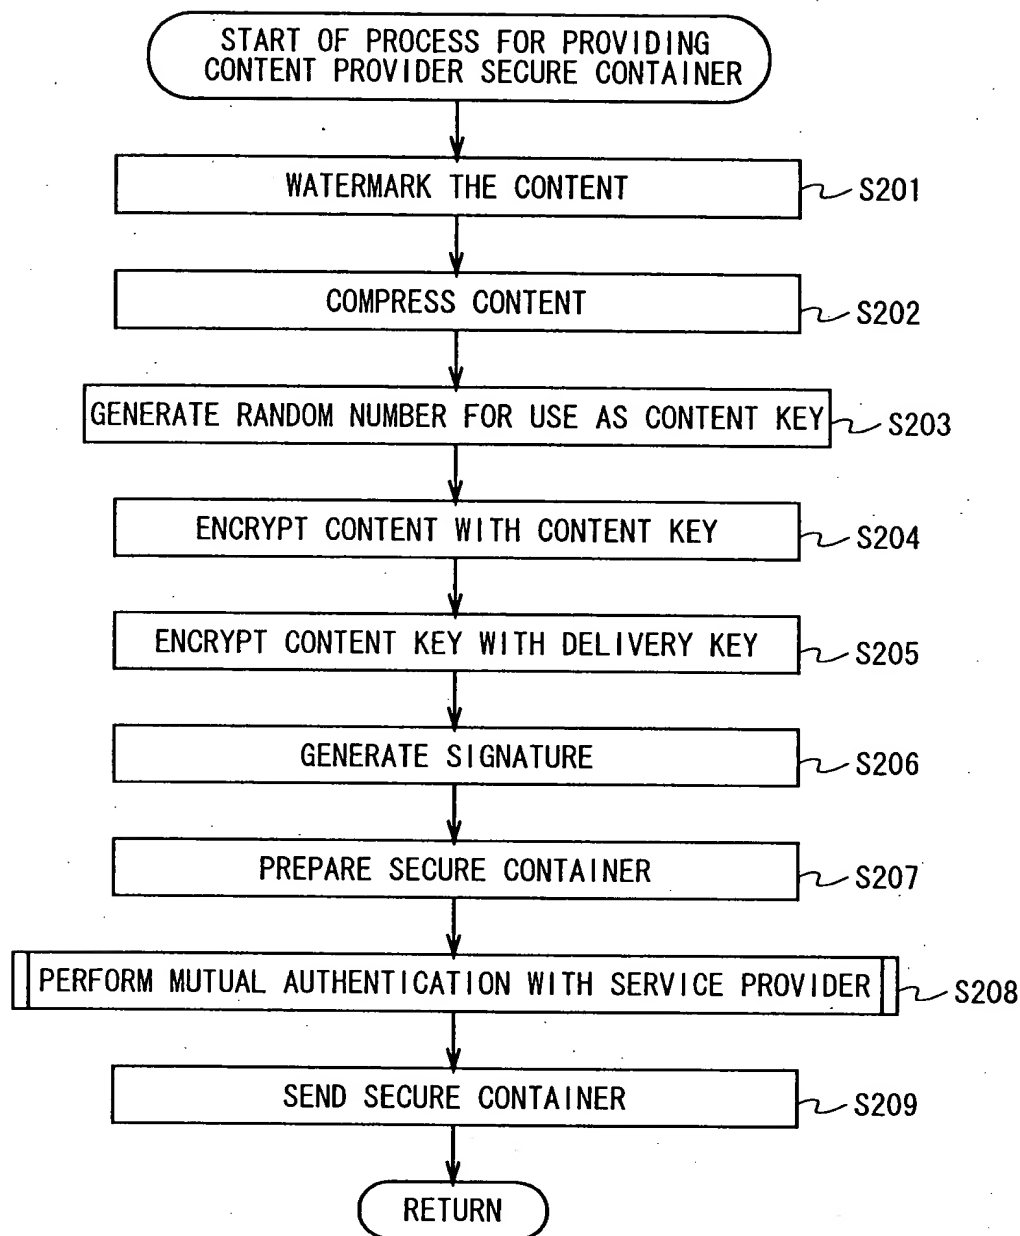 START OF PROCESS FOR PROVIDING
CONTENT PROVIDER SECURE CONTAINER
WATERMARK THE CONTENT
S201
COMPRESS CONTENT
S202
GENERATE RANDOM NUMBER FOR USE AS CONTENT KEY
S203
ENCRYPT CONTENT WITH CONTENT KEY
S204
ENCRYPT CONTENT KEY WITH DELIVERY KEY
S205
GENERATE SIGNATURE
S206
PREPARE SECURE CONTAINER
S207
PERFORM MUTUAL AUTHENTICATION WITH SERVICE PROVIDER
S208
SEND SECURE CONTAINER
S209
RETURN